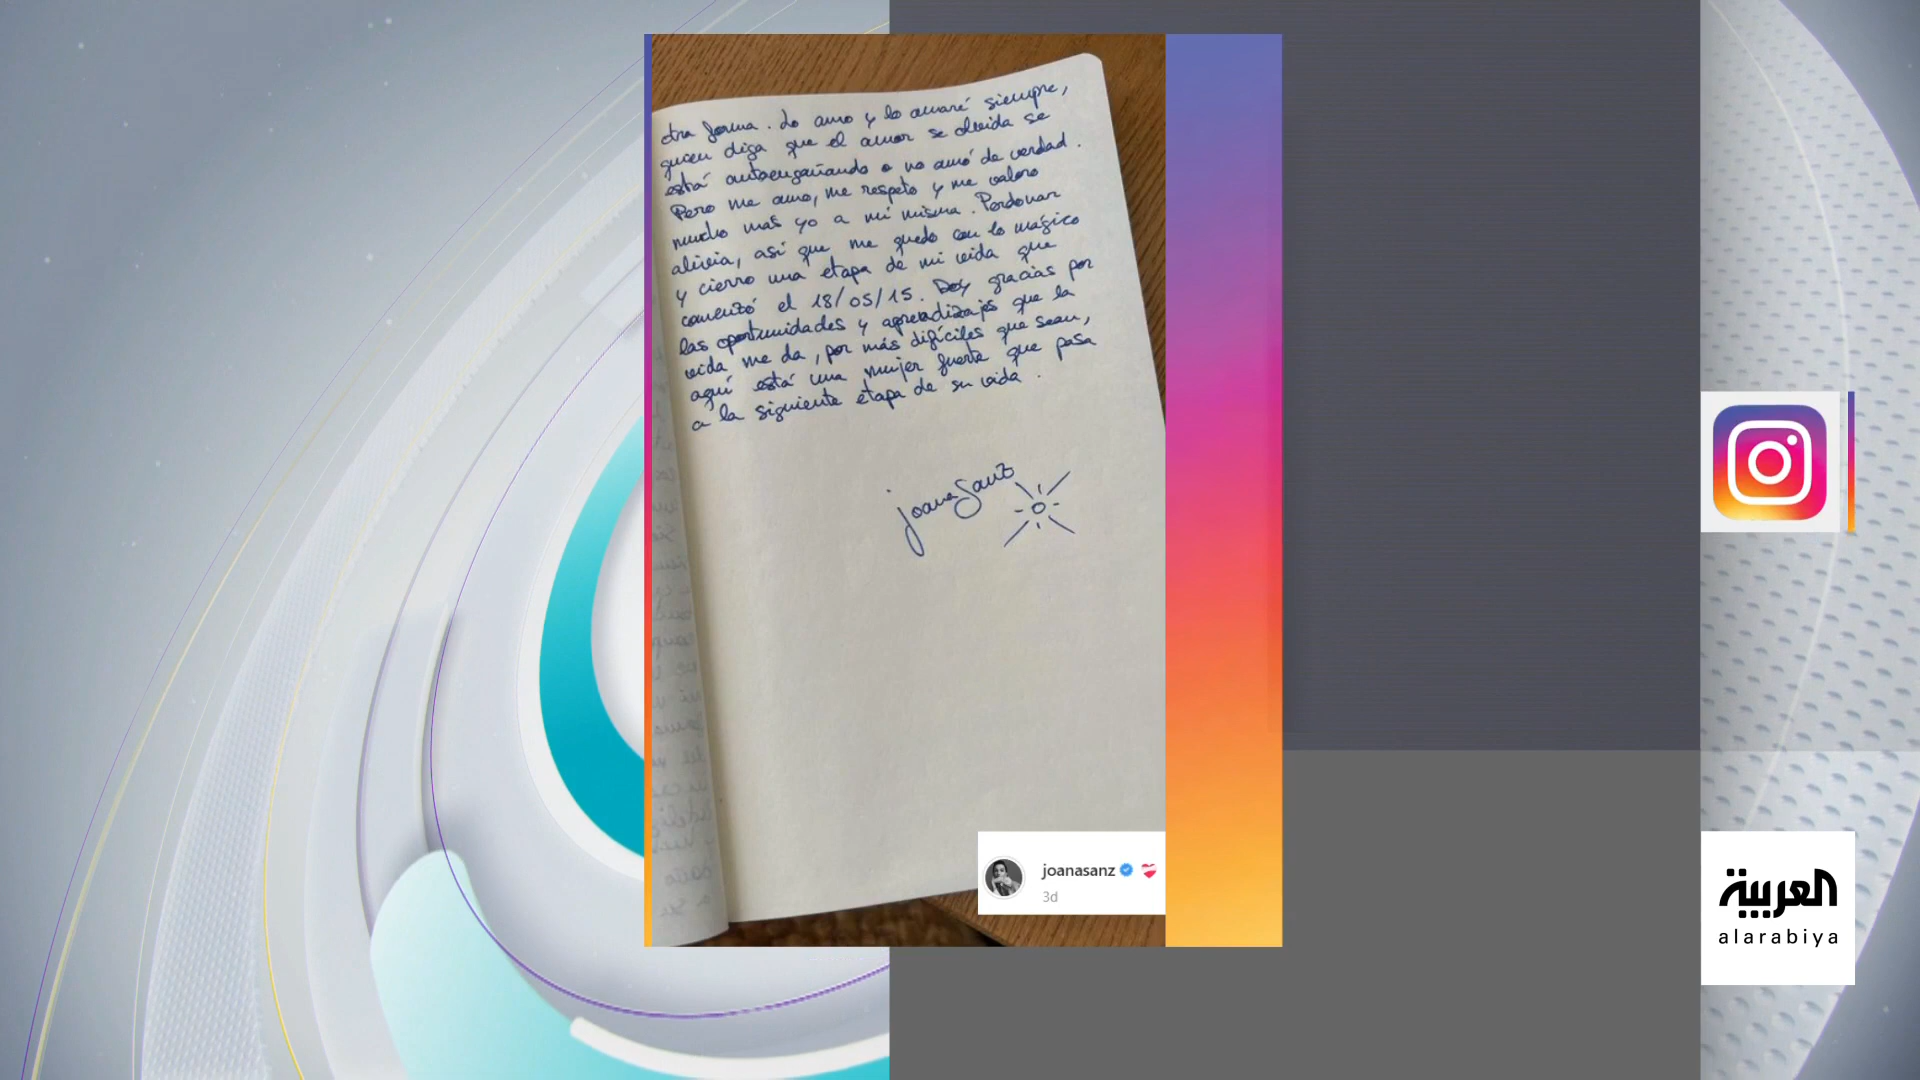 otra forma. Lo amo y lo amaré siempre,
quien diga que el amor se olvida se
está autoengañando o no amó de verdad.
Pero me amo, me respeto y me valoro
mucho mas yo a mi misma. Perdonar
alivia, así que me quedo con lo mágico
y cierro una etapa de mi vida que
comenzó el 18/05/15. Doy gracias por
las oportunidades y aprendizajes que la
vida me da, por más difíciles que sean,
aquí está una mujer fuerte que pasa
a la siguiente etapa de su vida.
joanaSanz
joanasanz
3d
العربية
alarabiya